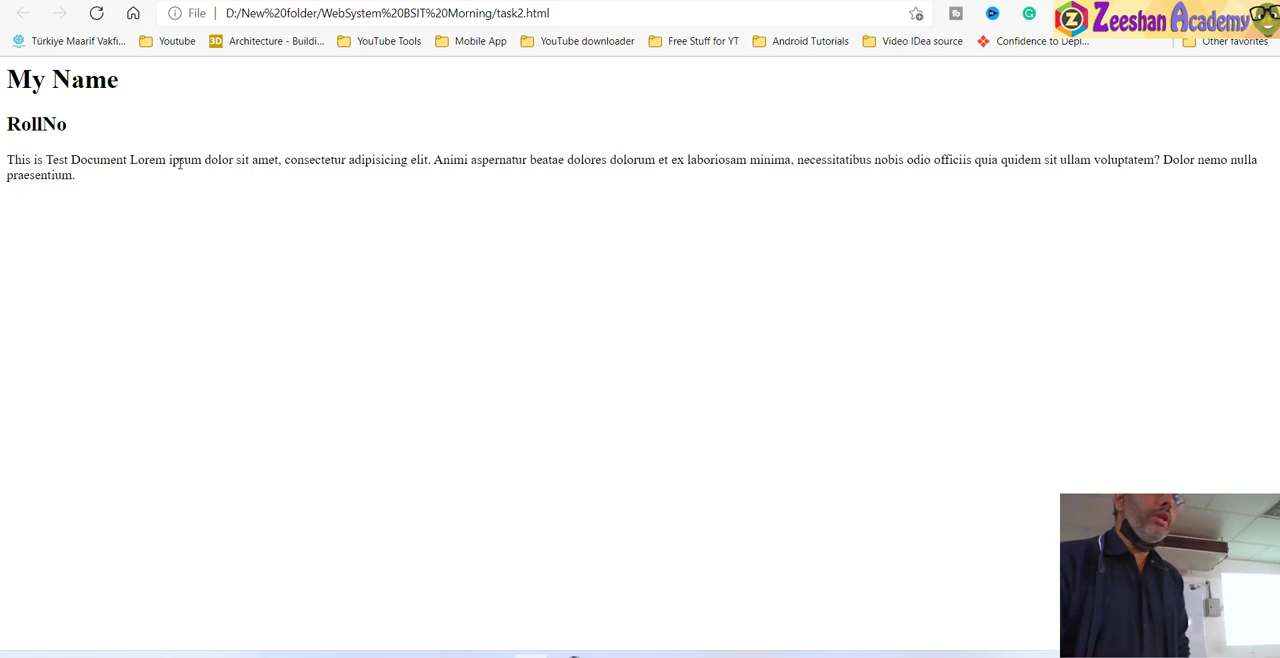 File
D:/New%20folder/WebSystem%20BSIT%20Morning/task2.html
Zeeshan Academy
Türkiye Maarif Vakfı...
Youtube
3D Architecture - Buildi...
YouTube Tools
Mobile App
YouTube downloader
Free Stuff for YT
Android Tutorials
Video IDea source
Confidence to Depl...
Other favorites
My Name
RollNo
This is Test Document Lorem ipsum dolor sit amet, consectetur adipisicing elit. Animi aspernatur beatae dolores dolorum et ex laboriosam minima, necessitatibus nobis odio officiis quia quidem sit ullam voluptatem? Dolor nemo nulla
praesentium.